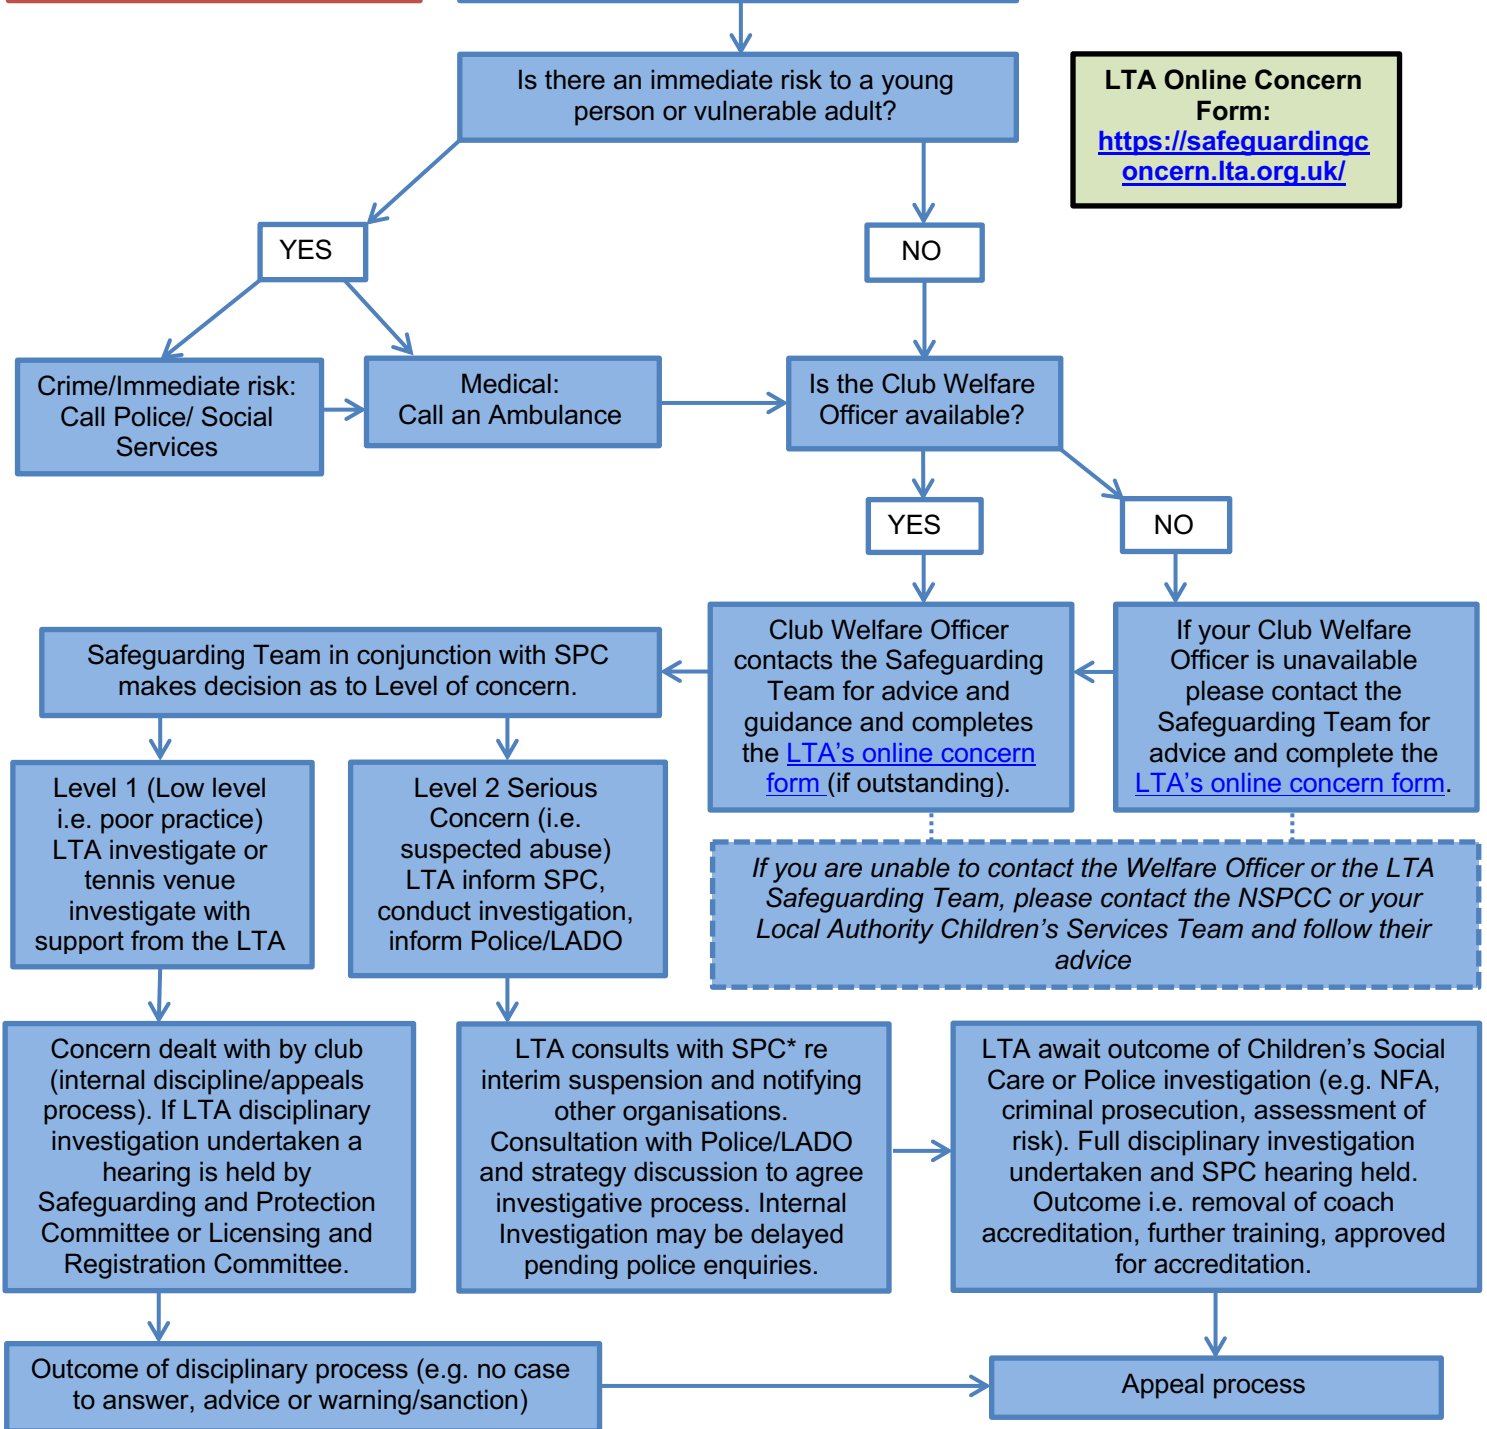 Is there an immediate risk to a young
person or vulnerable adult?
LTA Online Concern
Form:
https://safeguardingc
oncern.lta.org.uk/
YES
NO
Crime/Immediate risk:
Call Police/ Social
Services
Medical:
Call an Ambulance
Is the Club Welfare
Officer available?
YES
NO
Club Welfare Officer
contacts the Safeguarding
Team for advice and
guidance and completes
the LTA’s online concern
form (if outstanding).
If your Club Welfare
Officer is unavailable
please contact the
Safeguarding Team for
advice and complete the
LTA’s online concern form.
Safeguarding Team in conjunction with SPC
makes decision as to Level of concern.
Level 1 (Low level
i.e. poor practice)
LTA investigate or
tennis venue
investigate with
support from the LTA
Level 2 Serious
Concern (i.e.
suspected abuse)
LTA inform SPC,
conduct investigation,
inform Police/LADO
If you are unable to contact the Welfare Officer or the LTA
Safeguarding Team, please contact the NSPCC or your
Local Authority Children’s Services Team and follow their
advice
Concern dealt with by club
(internal discipline/appeals
process). If LTA disciplinary
investigation undertaken a
hearing is held by
Safeguarding and Protection
Committee or Licensing and
Registration Committee.
LTA consults with SPC* re
interim suspension and notifying
other organisations.
Consultation with Police/LADO
and strategy discussion to agree
investigative process. Internal
Investigation may be delayed
pending police enquiries.
LTA await outcome of Children’s Social
Care or Police investigation (e.g. NFA,
criminal prosecution, assessment of
risk). Full disciplinary investigation
undertaken and SPC hearing held.
Outcome i.e. removal of coach
accreditation, further training, approved
for accreditation.
Outcome of disciplinary process (e.g. no case
to answer, advice or warning/sanction)
Appeal process